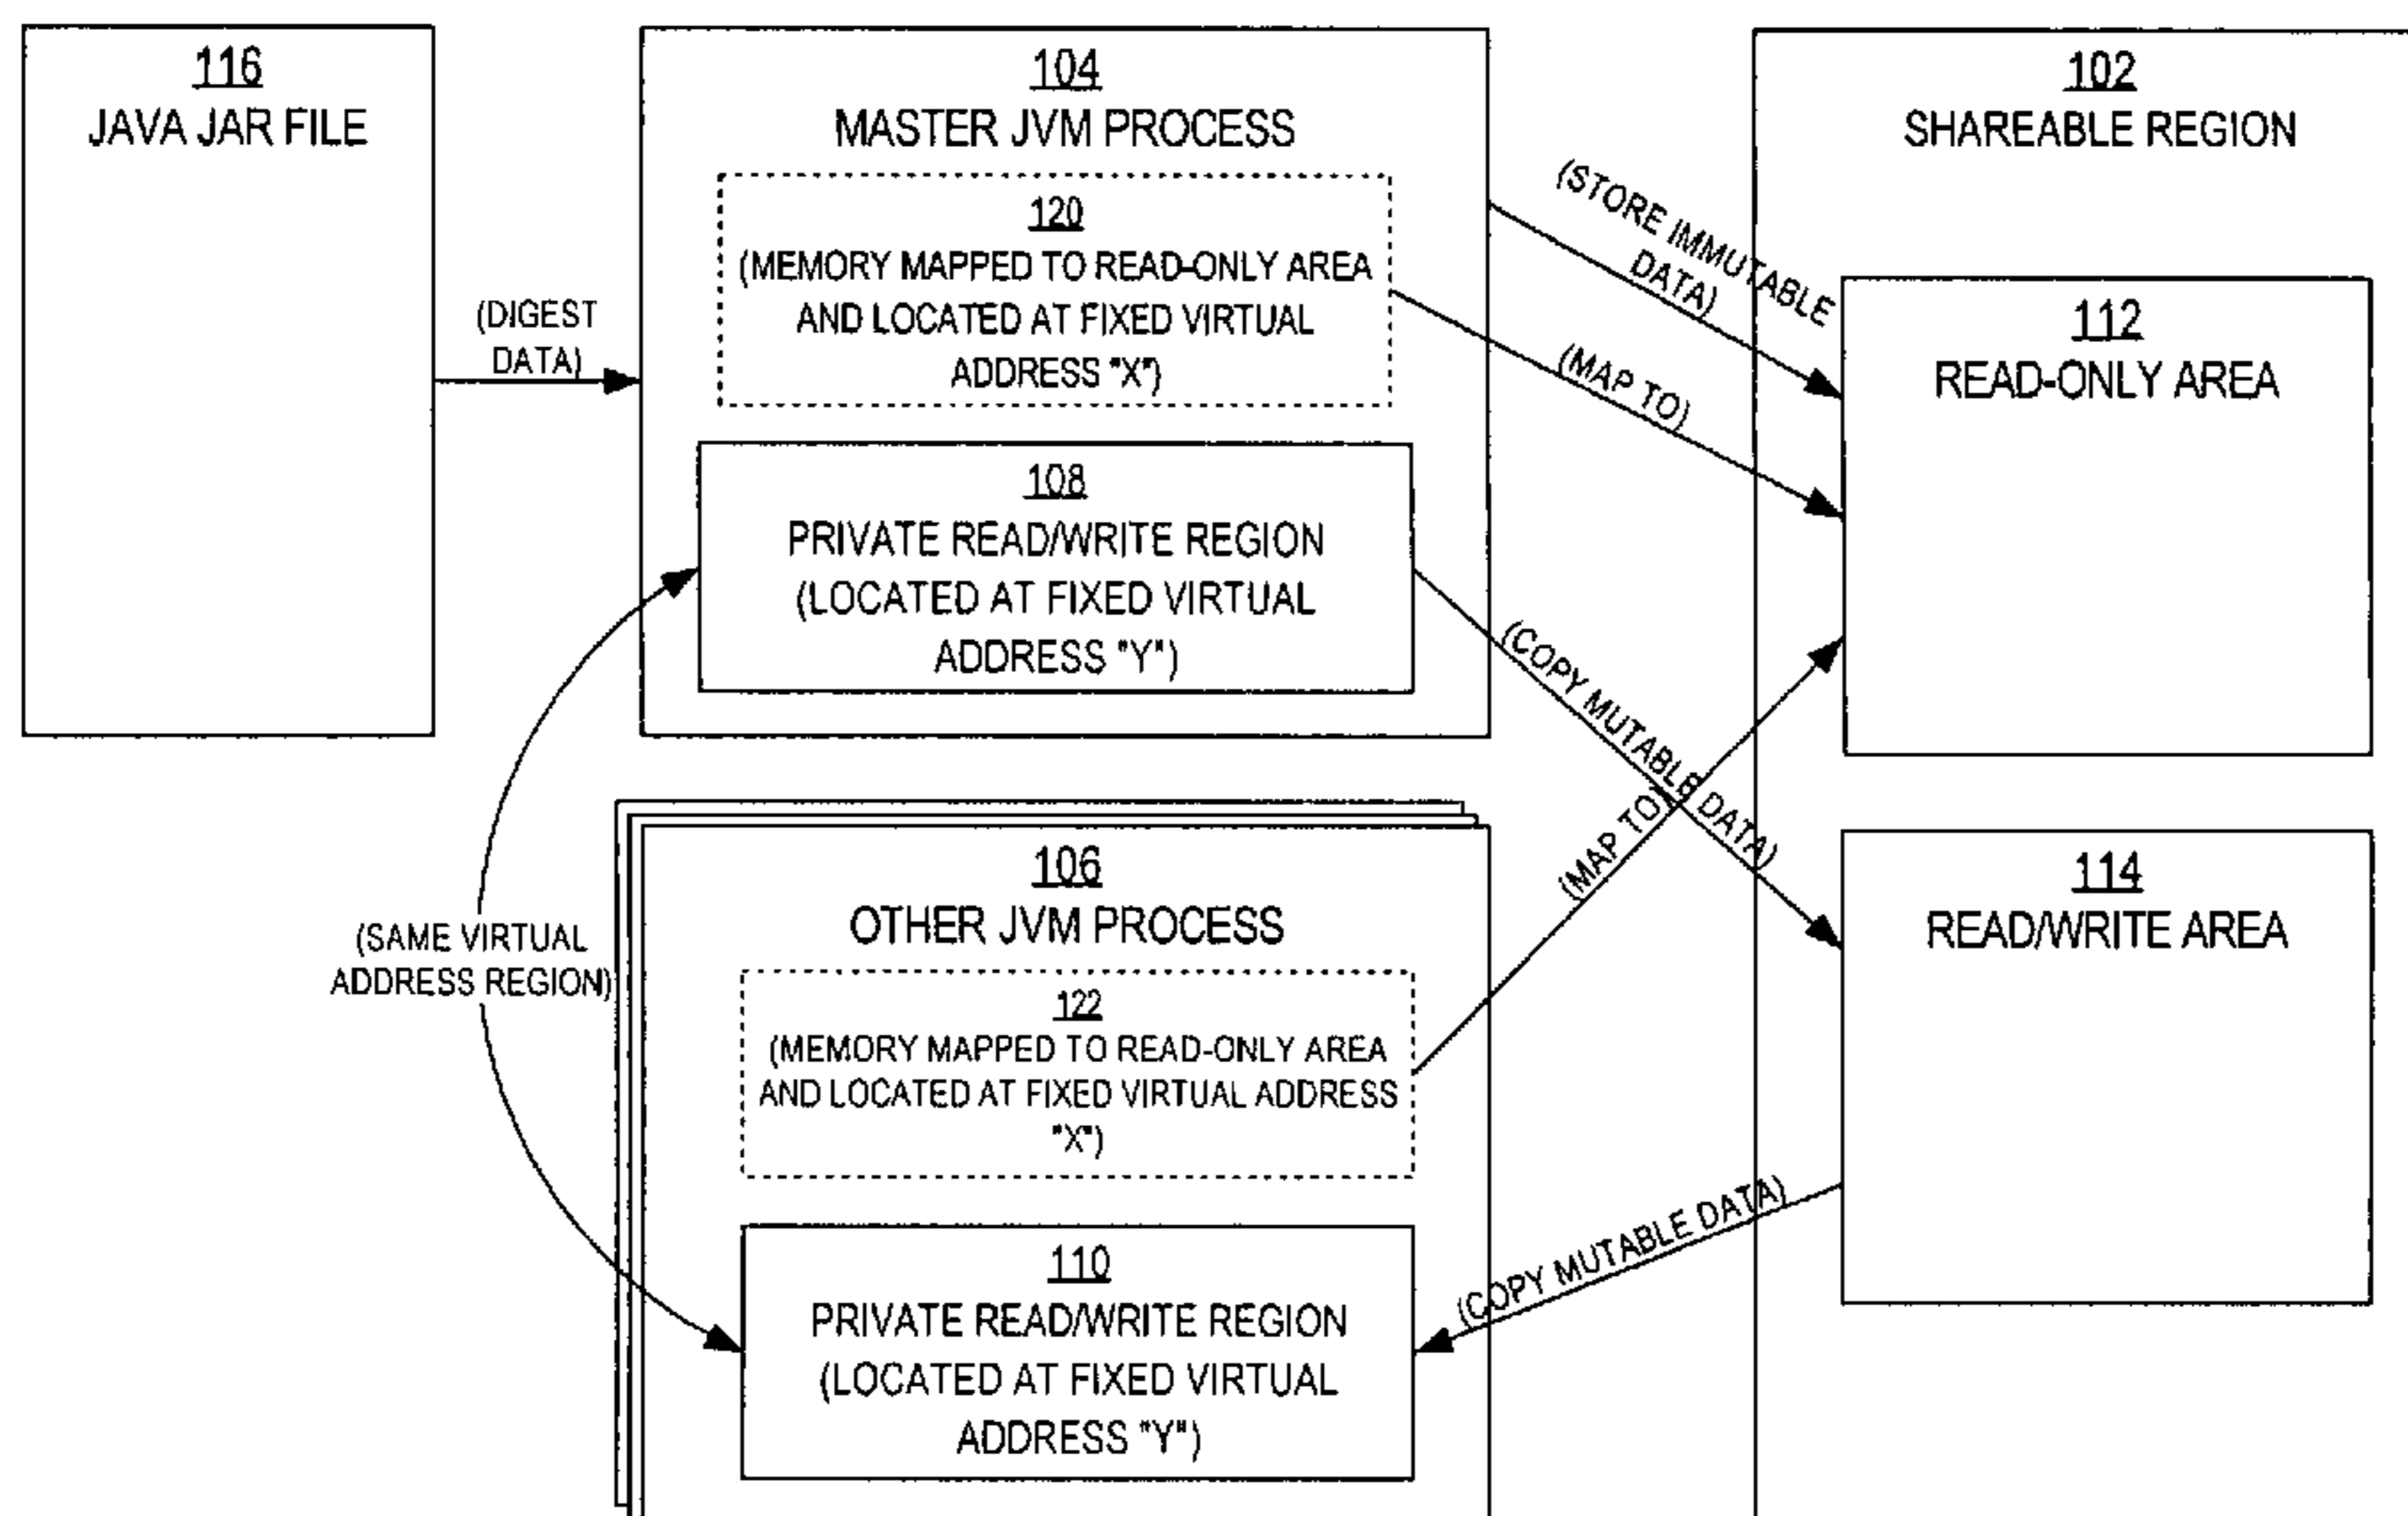 116
JAVA JAR FILE
(DIGEST
DATA)
104
MASTER JVM PROCESS
120
(MEMORY MAPPED TO READ-ONLY AREA
AND LOCATED AT FIXED VIRTUAL
ADDRESS "X")
108
PRIVATE READ/WRITE REGION
(LOCATED AT FIXED VIRTUAL
ADDRESS "Y")
(STORE IMMUTABLE
DATA)
(MAP TO)
(COPY MUTABLE DATA)
(MAP TO)
102
SHAREABLE REGION
112
READ-ONLY AREA
(SAME VIRTUAL
ADDRESS REGION)
106
OTHER JVM PROCESS
122
(MEMORY MAPPED TO READ-ONLY AREA
AND LOCATED AT FIXED VIRTUAL ADDRESS
"X")
110
PRIVATE READ/WRITE REGION
(LOCATED AT FIXED VIRTUAL
ADDRESS "Y")
(COPY MUTABLE DATA)
114
READ/WRITE AREA